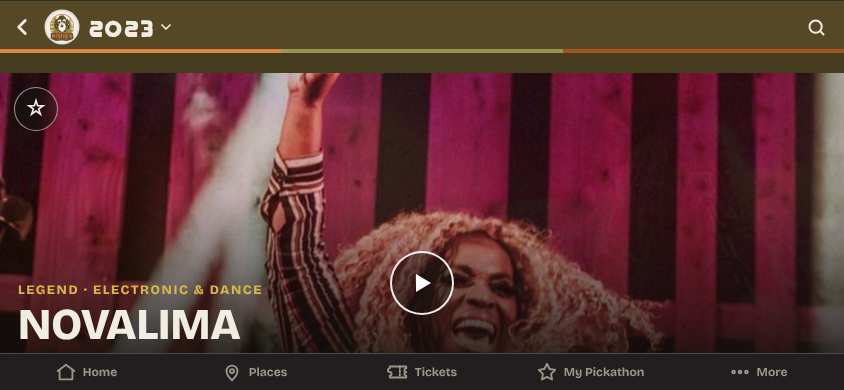 2023
LEGEND · ELECTRONIC & DANCE
NOVALIMA
Home
Places
Tickets
My Pickathon
More